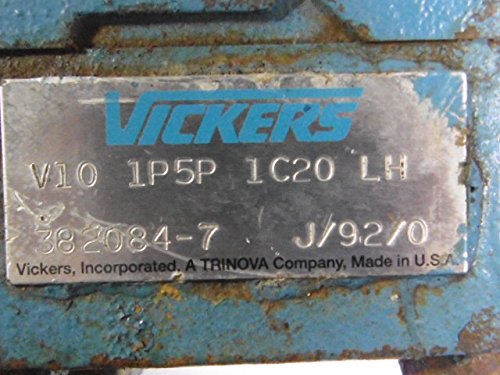 VICKERS
V10 1P5P 1C20 LH
382084-7 J/92/0
Vickers, Incorporated. A TRINOVA Company, Made in U.S.A.